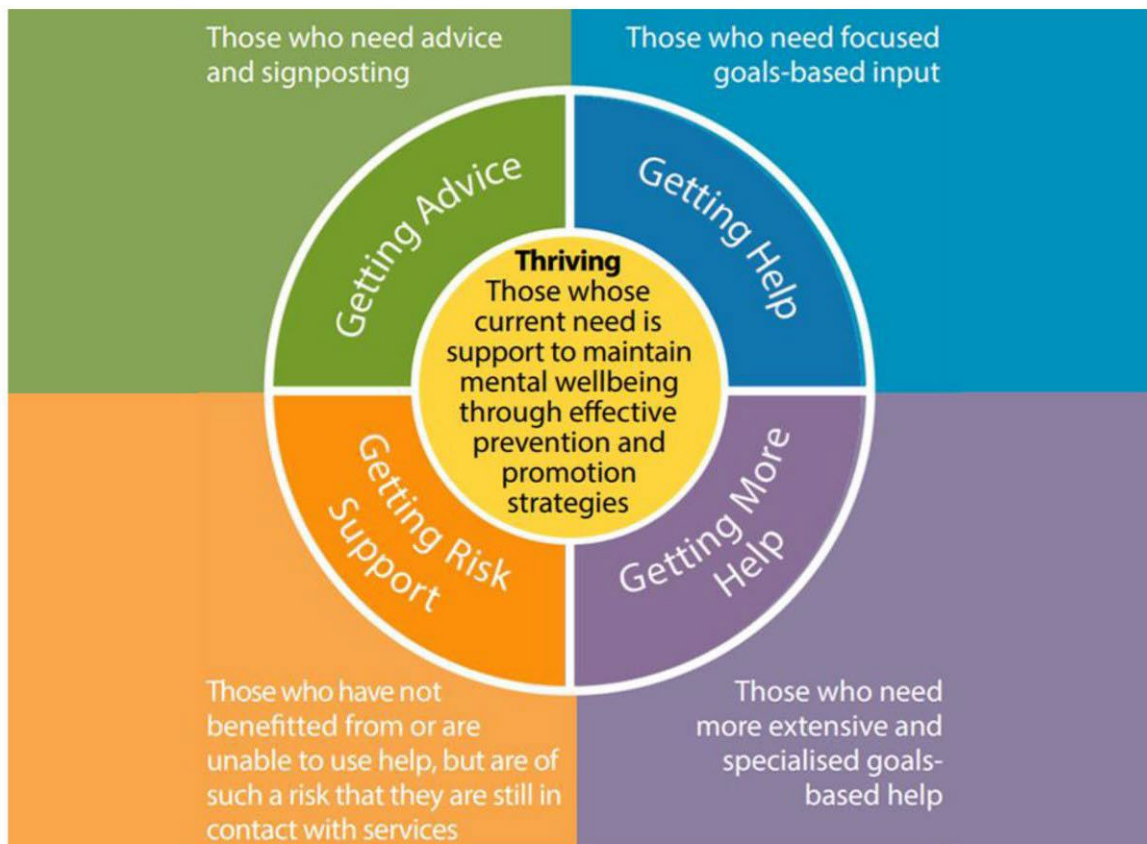 Those who need advice
and signposting
Those who need focused
goals-based input
Getting Advice
Getting Help
Thriving
Those whose
current need is
support to maintain
mental wellbeing
through effective
prevention and
promotion
strategies
Getting Risk
Support
Getting More
Help
Those who have not
benefitted from or are
unable to use help, but are of
such a risk that they are still in
contact with services
Those who need
more extensive and
specialised goals-
based help